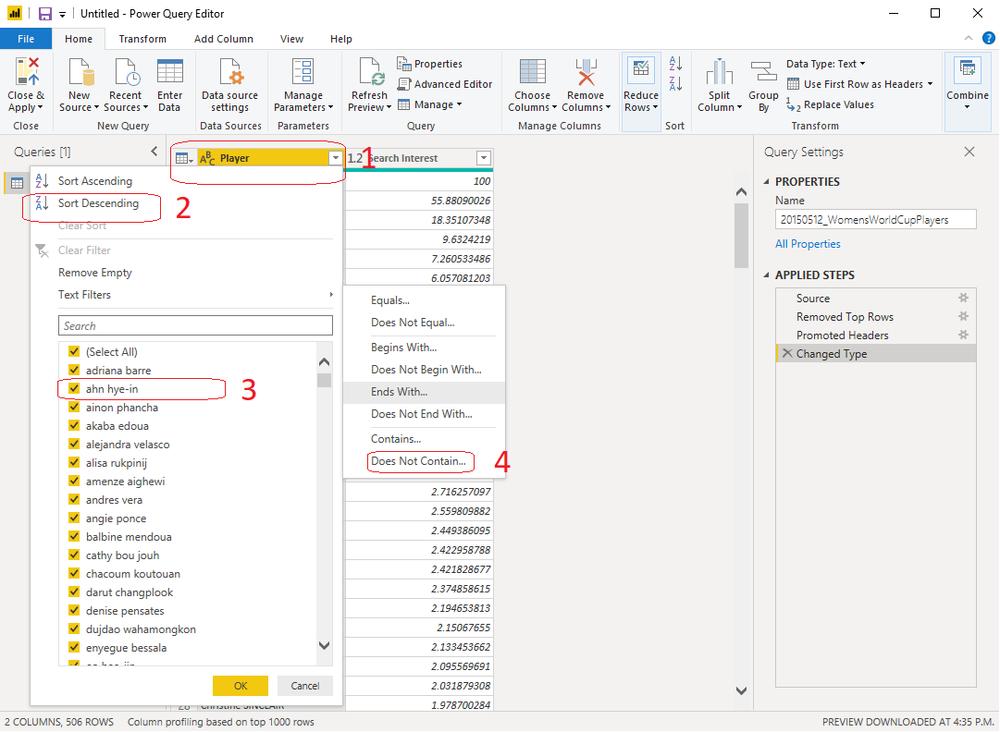 Untitled - Power Query Editor
File Home Transform Add Column View Help
Close & Apply
New Source
Recent Sources
Enter Data
Data source settings
Manage Parameters
Refresh Preview
Properties
Advanced Editor
Manage
Choose Columns
Remove Columns
Reduce Rows
Split Column
Group By
Data Type: Text
Use First Row as Headers
Replace Values
Combine
Close New Query Data Sources Parameters Query Manage Columns Sort Transform
Queries [1]
Player
1
1.2 Search Interest
Sort Ascending
Sort Descending
2
Clear Sort
Clear Filter
Remove Empty
Text Filters
Search
(Select All)
adriana barre
ahn hye-in
3
ainon phancha
akaba edoua
alejandra velasco
alisa rukpinij
amenze aighewi
andres vera
angie ponce
balbine mendoua
cathy bou jouh
chacoum koutouan
darut changplook
denise pensates
dujdao wahamongkon
enyegue bessala
OK Cancel
100
55.88090026
18.35107348
9.6324219
7.260533486
6.057081203
Equals...
Does Not Equal...
Begins With...
Does Not Begin With...
Ends With...
Does Not End With...
Contains...
Does Not Contain...
4
2.716257097
2.559809882
2.449386095
2.422958788
2.421828677
2.374858615
2.194653813
2.15067655
2.133453662
2.095569691
2.031879308
28 Christine SINCLAIR 1.978700284
Query Settings
PROPERTIES
Name
20150512_WomensWorldCupPlayers
All Properties
APPLIED STEPS
Source
Removed Top Rows
Promoted Headers
Changed Type
2 COLUMNS, 506 ROWS Column profiling based on top 1000 rows PREVIEW DOWNLOADED AT 4:35 P.M.